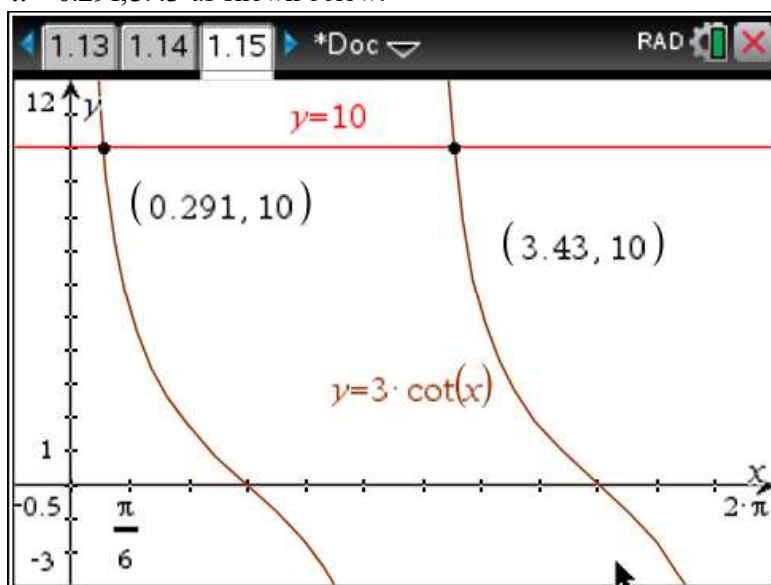 1.13 1.14 1.15 *Doc RAD
12 y
y=10
(0.291, 10)
(3.43, 10)
y=3· cot(x)
1
x
-0.5 π/6 2·π
-3